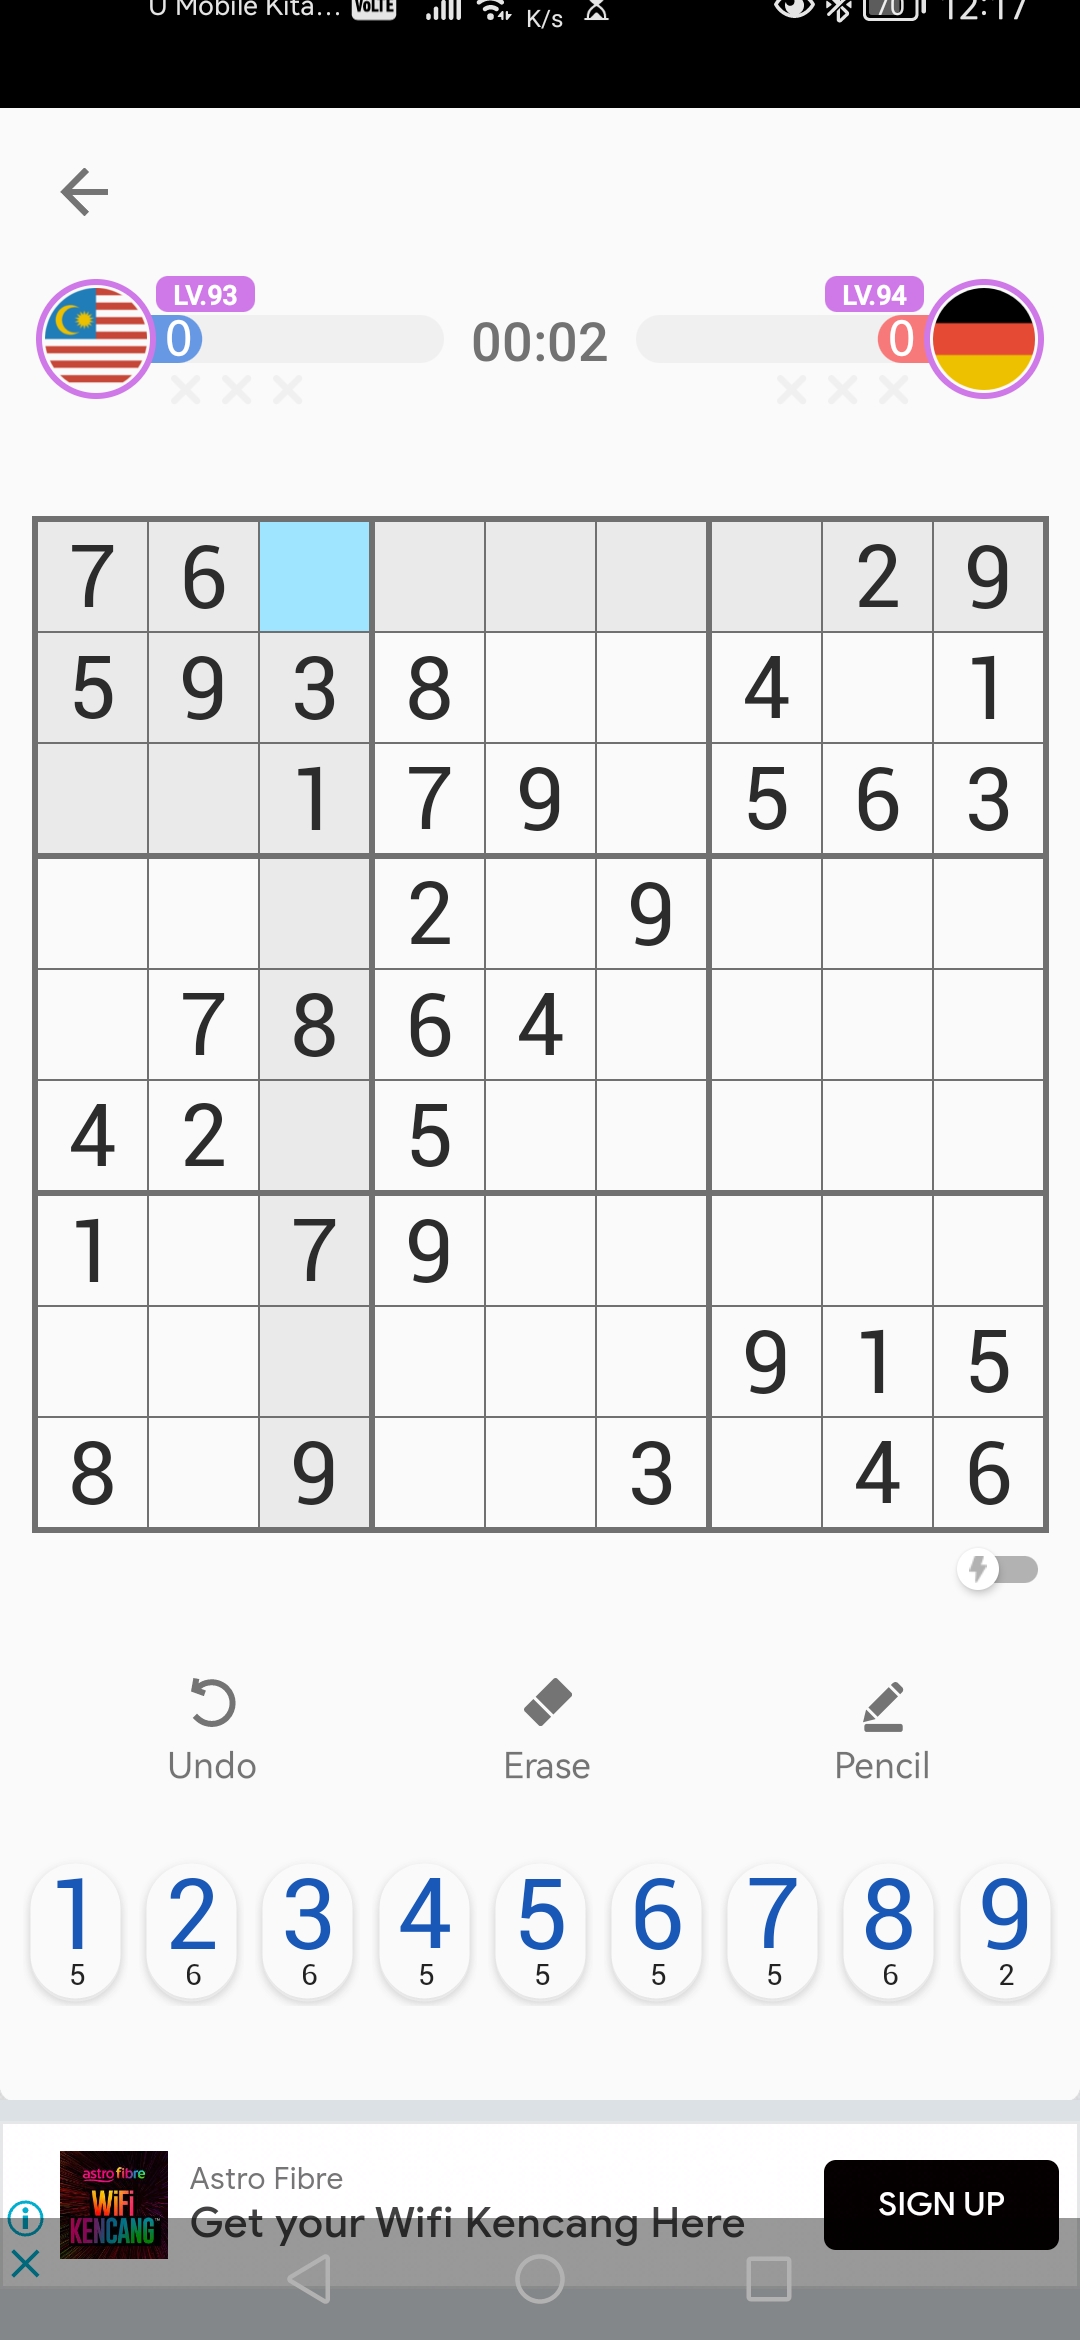 U Mobile Kita... VoLTE K/s 70 12:17
LV.93 LV.94
0 00:02 0
7 6 2 9
5 9 3 8 4 1
1 7 9 5 6 3
2 9
7 8 6 4
4 2 5
1 7 9
9 1 5
8 9 3 4 6
Undo Erase Pencil
1 2 3 4 5 6 7 8 9
5 6 6 5 5 5 5 6 2
astro fibre
WiFi
KENCANG
Astro Fibre
Get your Wifi Kencang Here
SIGN UP